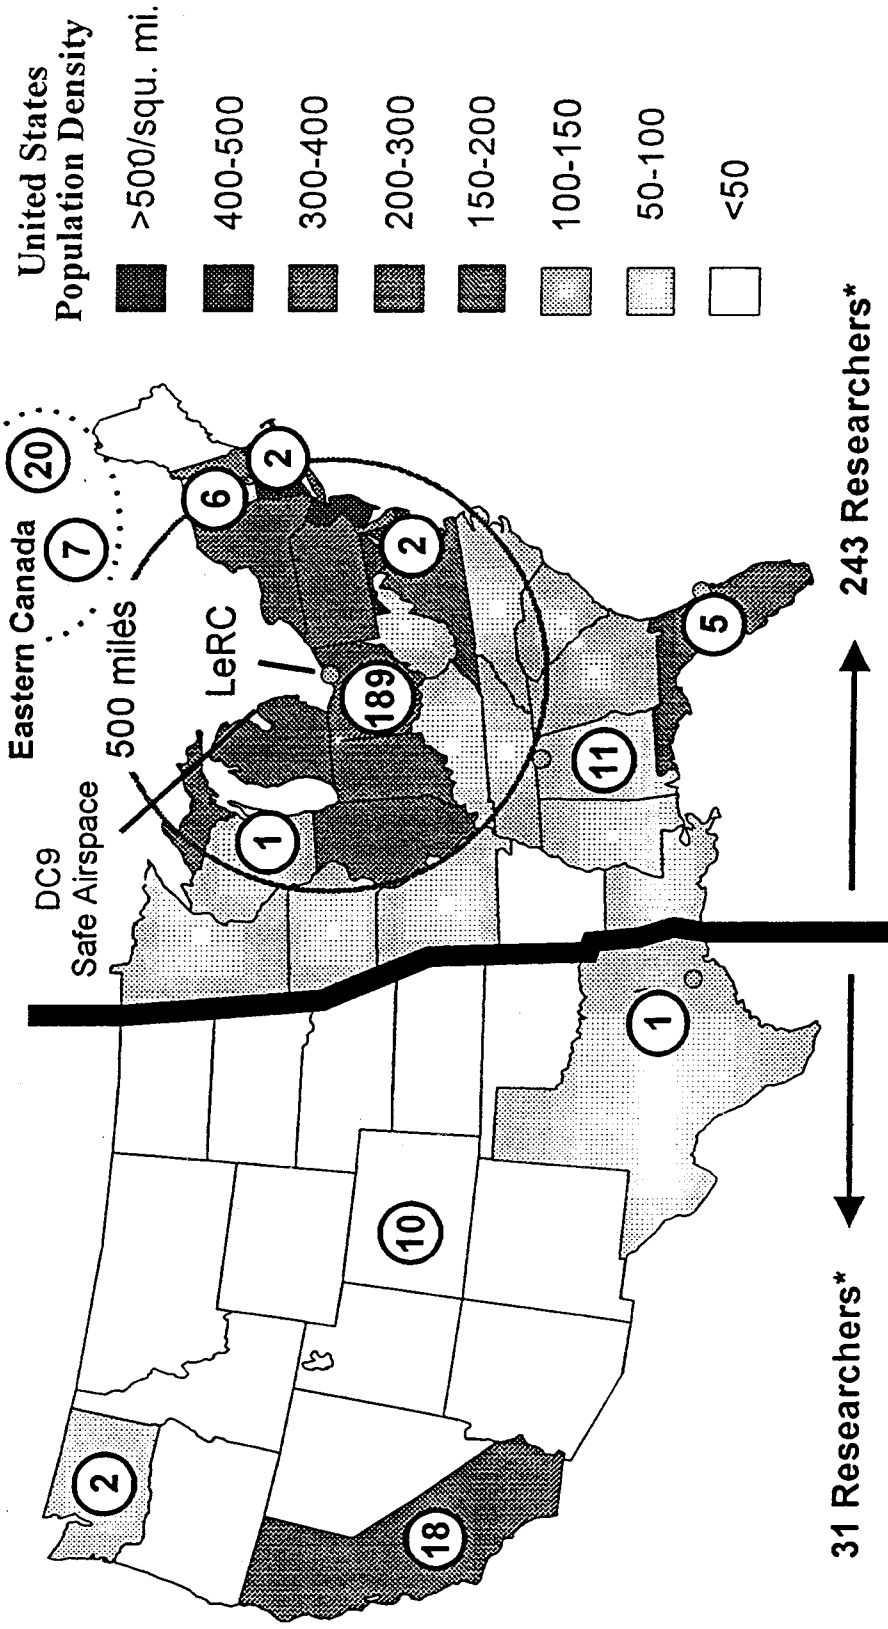 United States
Population Density
>500/squ. mi.
400-500
300-400
200-300
150-200
100-150
50-100
<50
Eastern Canada
20
7
500 miles
LeRC
DC9
Safe Airspace
6
2
2
189
1
5
11
1
10
2
18
31 Researchers*
243 Researchers*